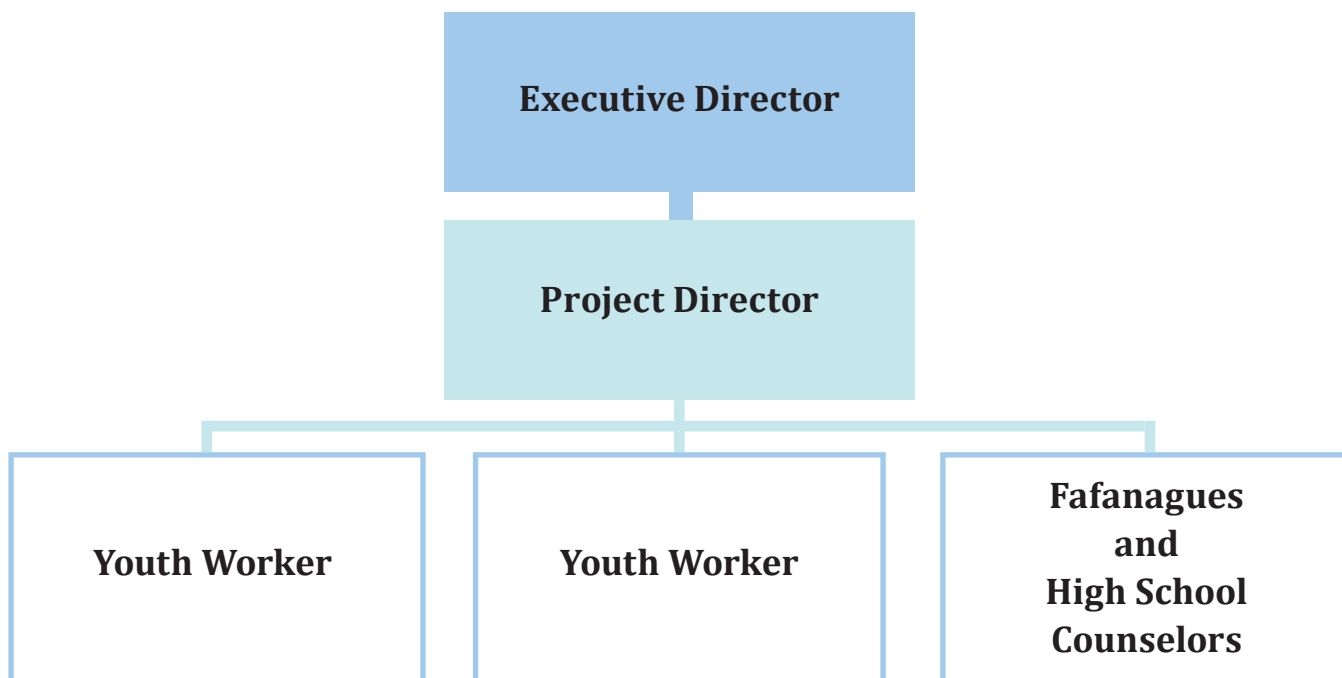 Executive Director
Project Director
Youth Worker
Youth Worker
Fafanagues
and
High School
Counselors